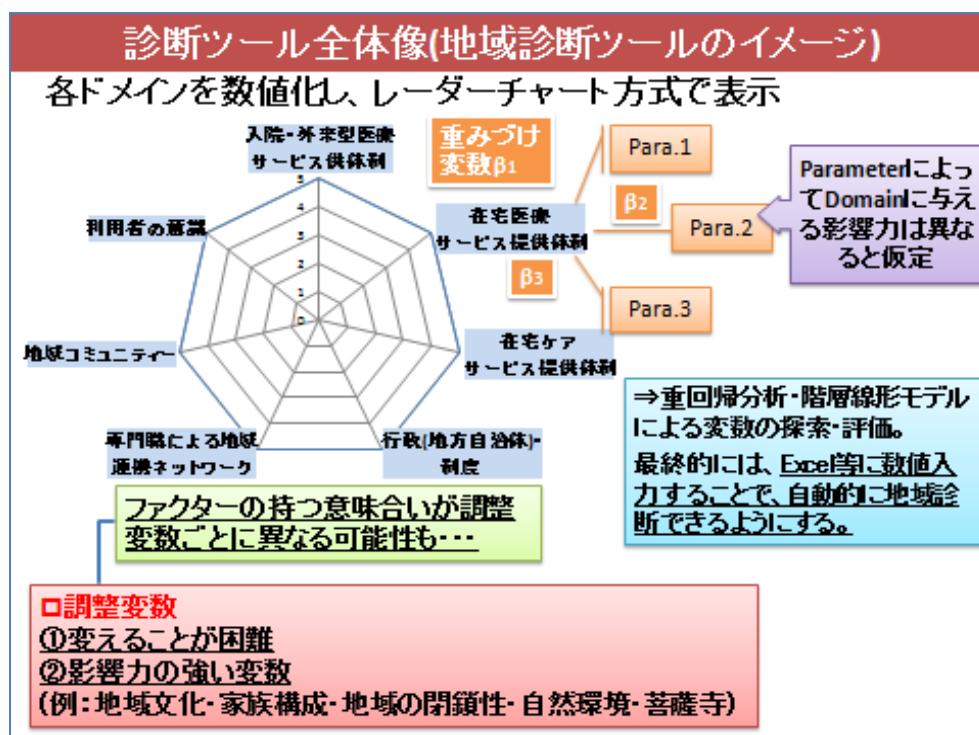 診断ツール全体像(地域診断ツールのイメージ)
各ドメインを数値化し、レーダーチャート方式で表示
入院・外来型医療
サービス供体制
重みづけ
変数β1
Para.1
5
4
3
2
1
0
利用者の意識
在宅医療
サービス提供体制
β2
Para.2
Parameterによっ
てDomainに与え
る影響力は異な
ると仮定
β3
Para.3
地域コミュニティー
在宅ケア
サービス提供体制
専門職による地域
連携ネットワーク
行政(地方自治体)・
制度
⇒重回帰分析・階層線形モデル
による変数の探索・評価。
最終的には、Excel等に数値入
力することで、自動的に地域診
断できるようにする。
ファクターの持つ意味合いが調整
変数ごとに異なる可能性も・・・
□調整変数
①変えることが困難
②影響力の強い変数
(例：地域文化・家族構成・地域の閉鎖性・自然環境・菩薩寺)